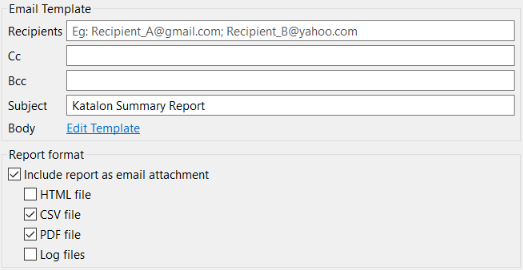 Email Template
Recipients Eg: Recipient_A@gmail.com; Recipient_B@yahoo.com
Cc
Bcc
Subject Katalon Summary Report
Body Edit Template
Report format
Include report as email attachment
HTML file
CSV file
PDF file
Log files